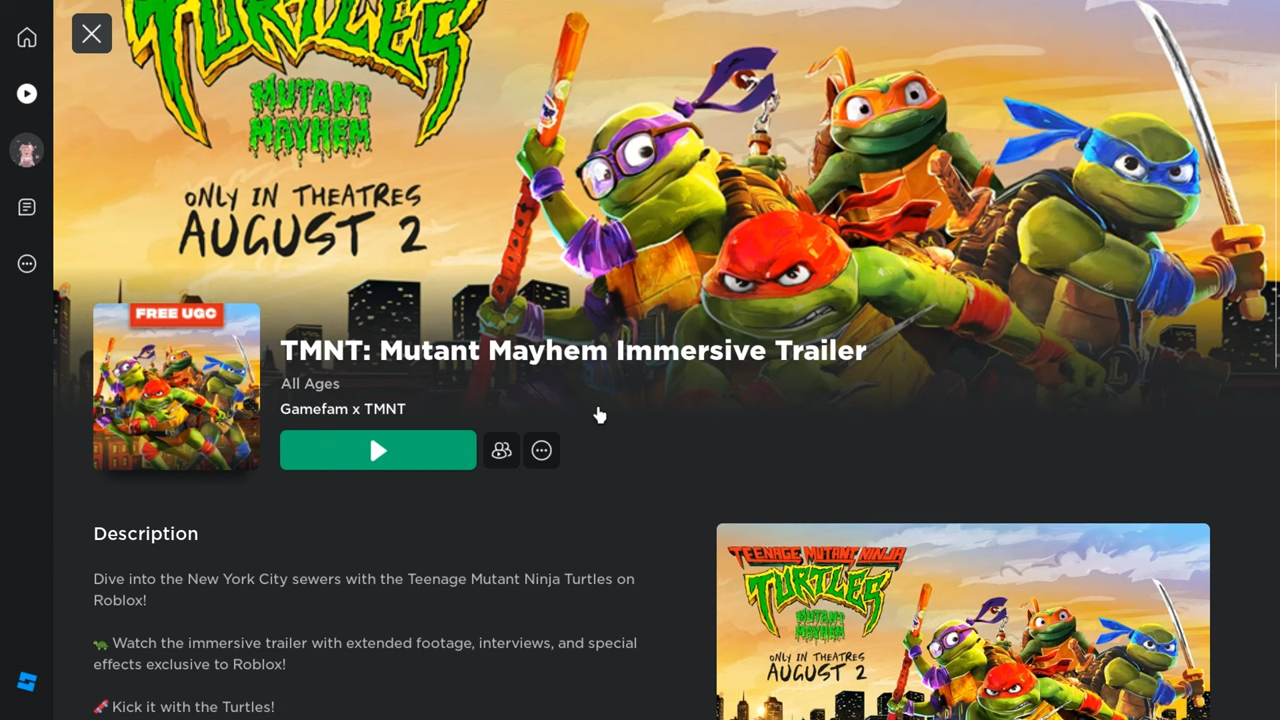 TURTLES
MUTANT
MAYHEM
ONLY IN THEATRES
AUGUST 2
FREE UGC
TMNT: Mutant Mayhem Immersive Trailer
All Ages
Gamefam x TMNT
Description
Dive into the New York City sewers with the Teenage Mutant Ninja Turtles on
Roblox!
Watch the immersive trailer with extended footage, interviews, and special
effects exclusive to Roblox!
Kick it with the Turtles!
TEENAGE MUTANT NINJA
TURTLES
MUTANT
MAYHEM
ONLY IN THEATRES
AUGUST 2